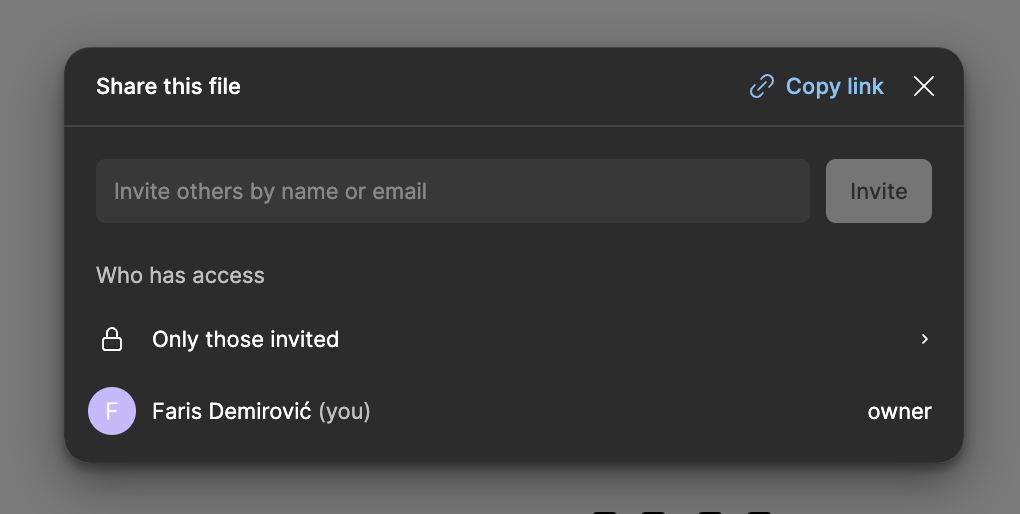 Share this file
Copy link
Invite others by name or email
Invite
Who has access
Only those invited
F
Faris Demirović (you)
owner